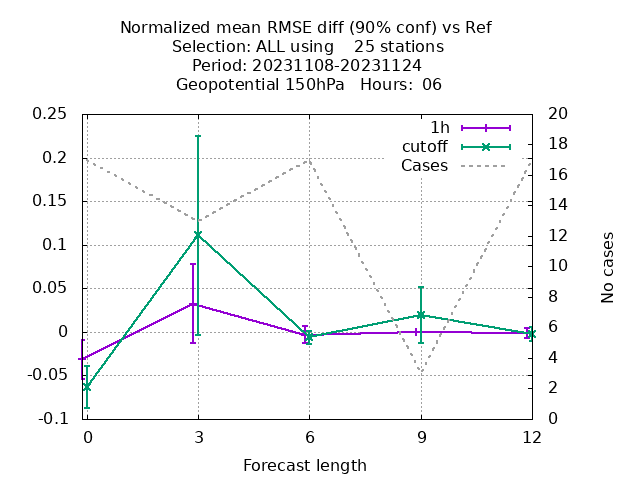 Normalized mean RMSE diff (90% conf) vs Ref
Selection: ALL using    25 stations
Period: 20231108-20231124
Geopotential 150hPa   Hours:  06
0.25
0.2
0.15
0.1
0.05
0
-0.05
-0.1
20
18
16
14
12
10
8
6
4
2
0
1h
cutoff
Cases
No cases
0
3
6
9
12
Forecast length